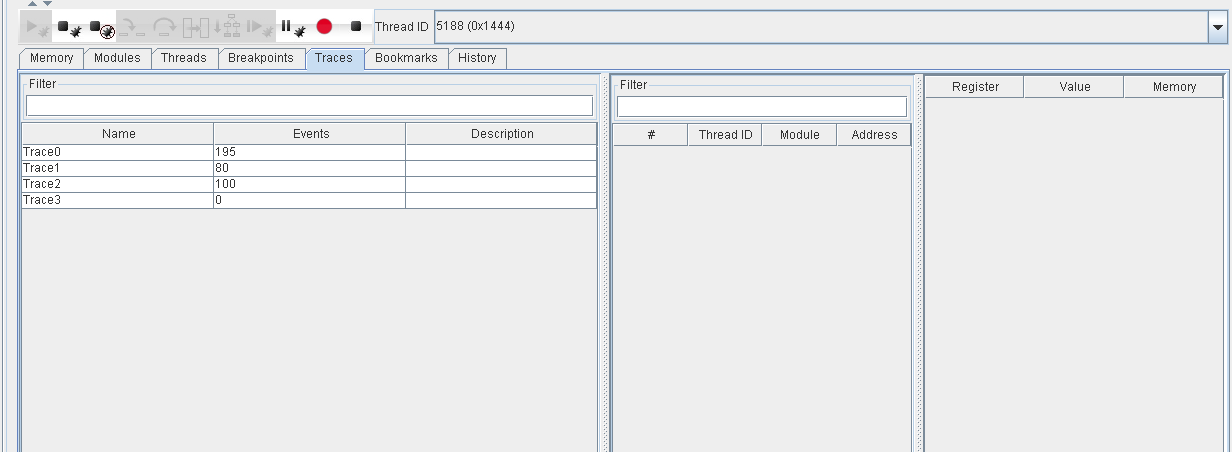 Thread ID 5188 (0x1444)
Memory Modules Threads Breakpoints Traces Bookmarks History
Filter
Name Events Description
Trace0 195
Trace1 80
Trace2 100
Trace3 0
Filter
# Thread ID Module Address
Register Value Memory